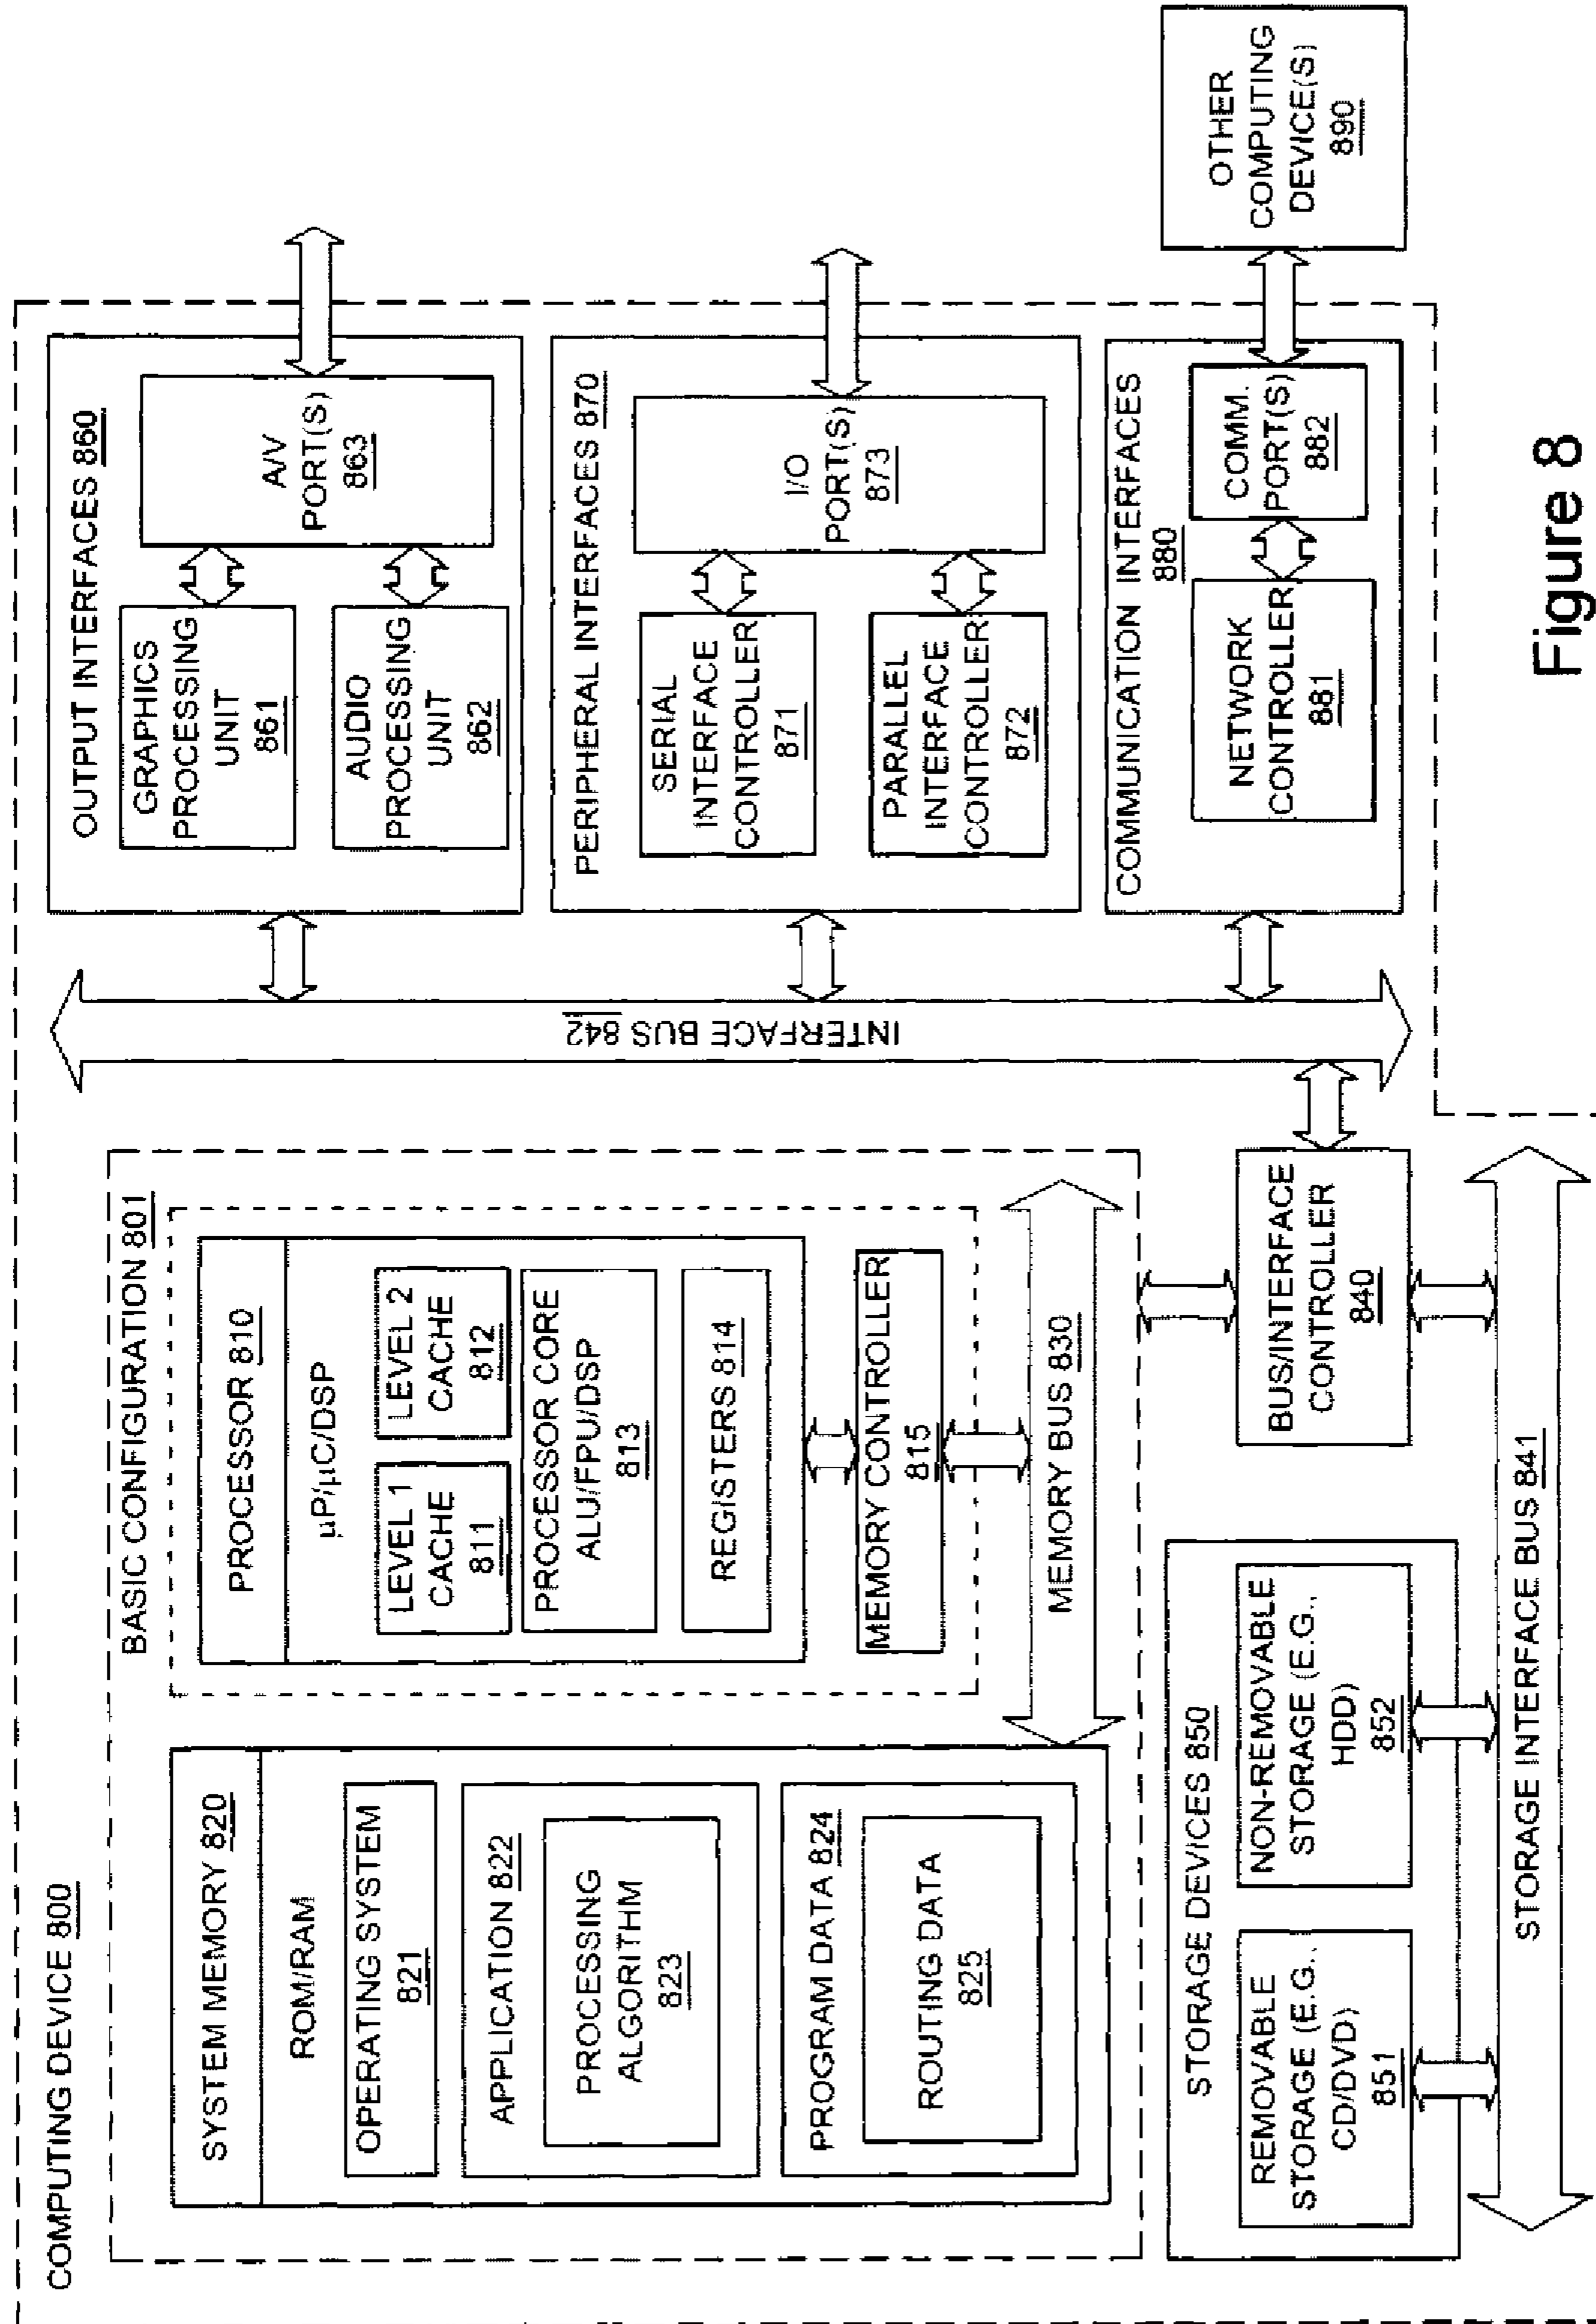 COMPUTING DEVICE 800
BASIC CONFIGURATION 801
SYSTEM MEMORY 820
ROM/RAM
OPERATING SYSTEM
821
APPLICATION 822
PROCESSING
ALGORITHM
823
PROGRAM DATA 824
ROUTING DATA
825
PROCESSOR 810
µP/µC/DSP
LEVEL 1
CACHE
811
LEVEL 2
CACHE
812
PROCESSOR CORE
ALU/FPU/DSP
813
REGISTERS 814
MEMORY CONTROLLER
815
MEMORY BUS 830
BUS/INTERFACE
CONTROLLER
840
STORAGE DEVICES 850
REMOVABLE
STORAGE (E.G.,
CD/DVD)
851
NON-REMOVABLE
STORAGE (E.G.,
HDD)
852
STORAGE INTERFACE BUS 841
INTERFACE BUS 842
OUTPUT INTERFACES 860
GRAPHICS
PROCESSING
UNIT
861
AUDIO
PROCESSING
UNIT
862
A/V
PORT(S)
863
PERIPHERAL INTERFACES 870
SERIAL
INTERFACE
CONTROLLER
871
PARALLEL
INTERFACE
CONTROLLER
872
I/O
PORT(S)
873
COMMUNICATION INTERFACES
880
NETWORK
CONTROLLER
881
COMM.
PORT(S)
882
OTHER
COMPUTING
DEVICE(S)
890
Figure 8